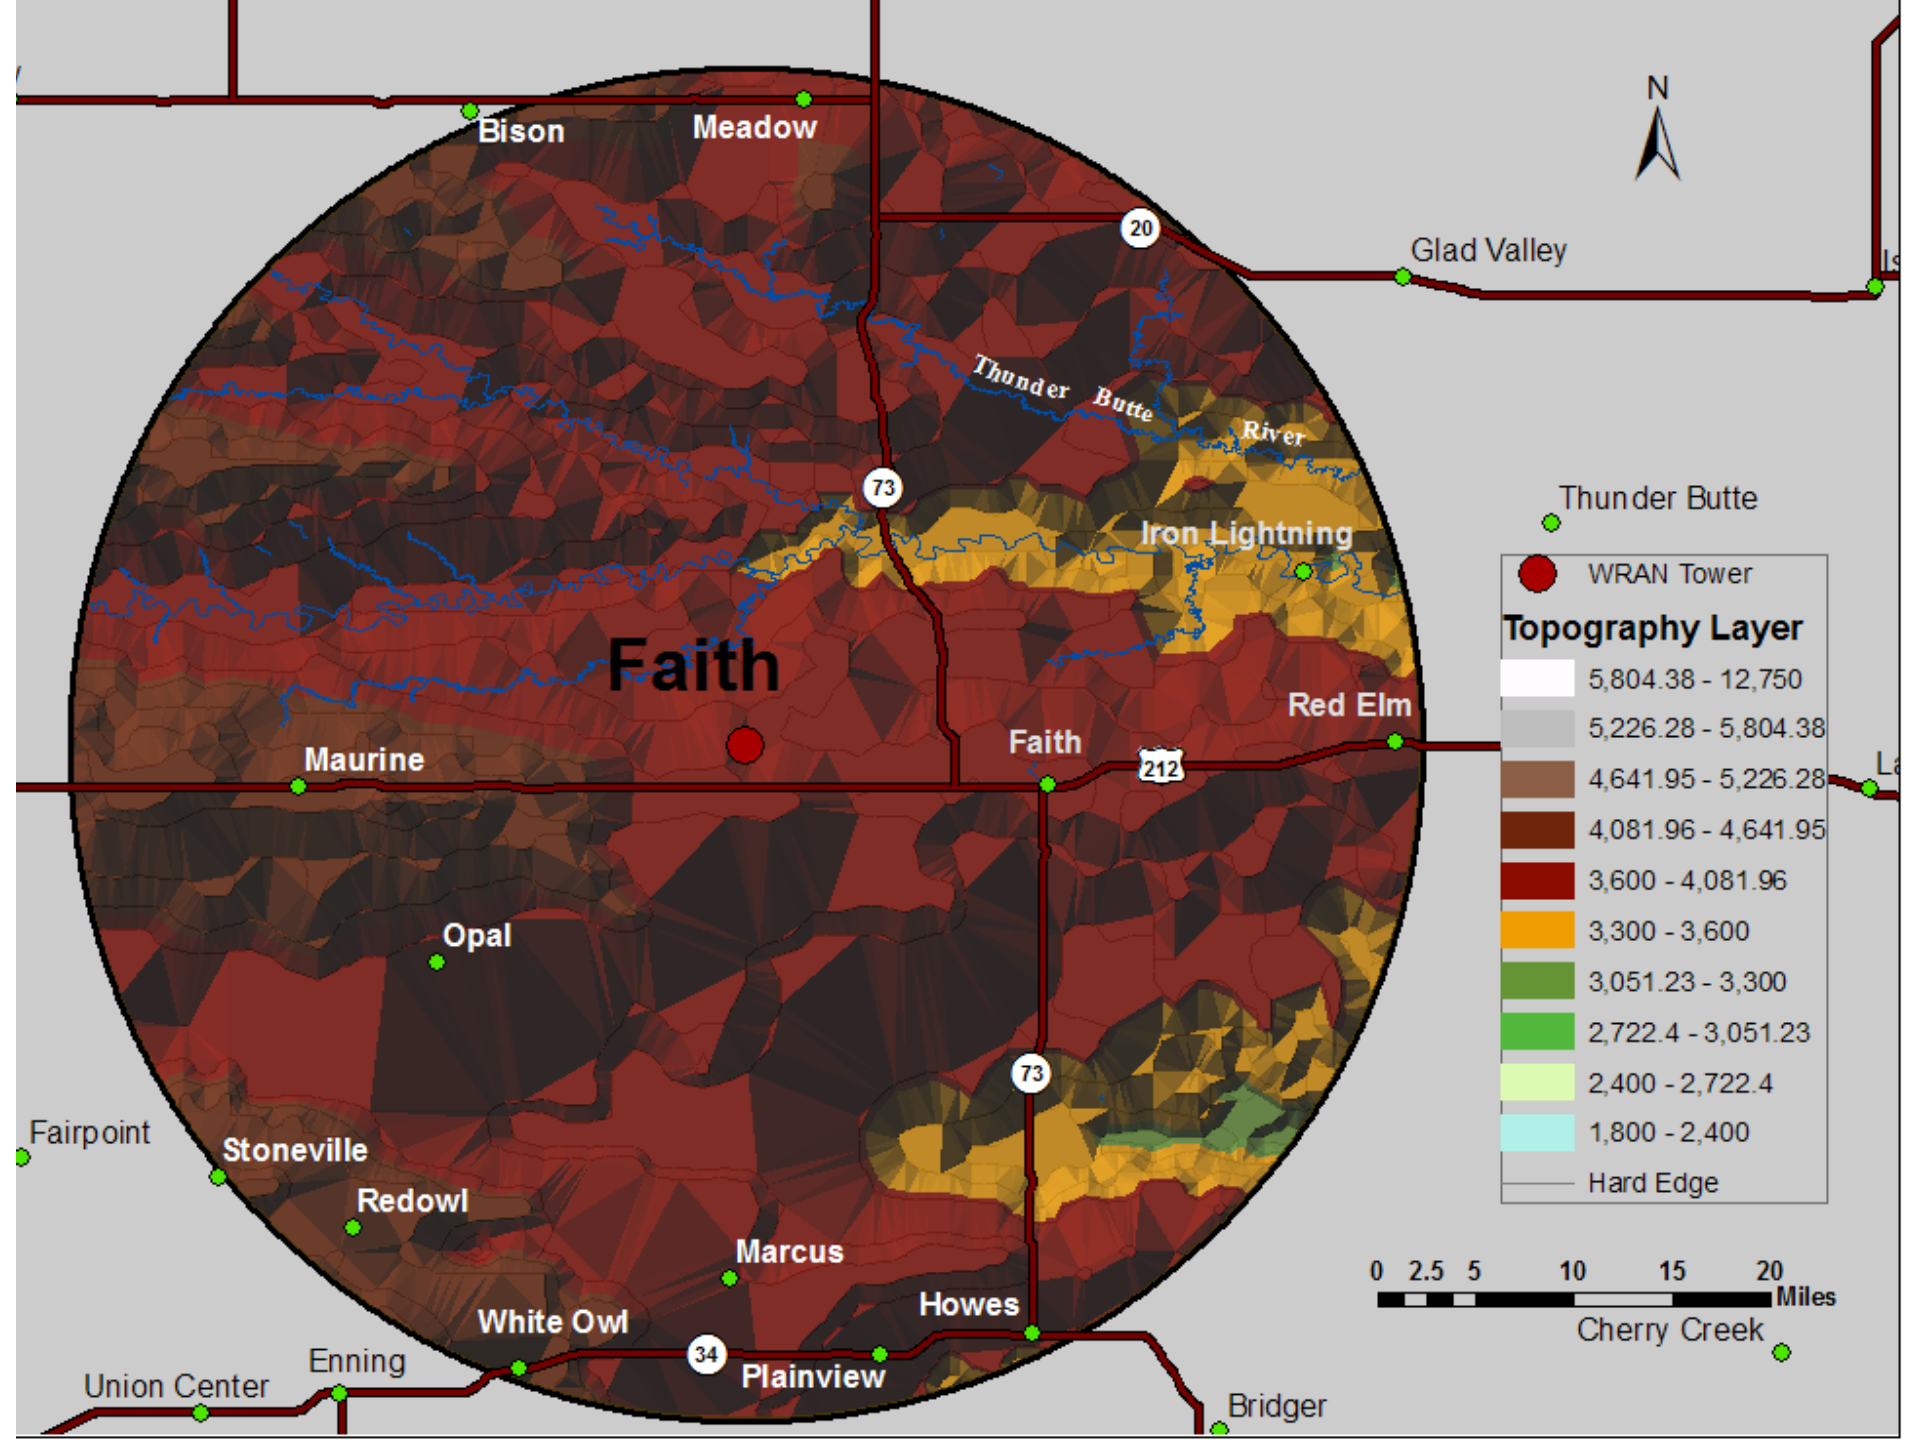 N
Bison
Meadow
20
Glad Valley
Thunder Butte River
73
Thunder Butte
Iron Lightning
WRAN Tower
Topography Layer
5,804.38 - 12,750
5,226.28 - 5,804.38
4,641.95 - 5,226.28
4,081.96 - 4,641.95
3,600 - 4,081.96
3,300 - 3,600
3,051.23 - 3,300
2,722.4 - 3,051.23
2,400 - 2,722.4
1,800 - 2,400
Hard Edge
Faith
Red Elm
Faith
Maurine
212
Opal
73
Fairpoint
Stoneville
Redowl
Marcus
Howes
White Owl
34
Plainview
Enning
Union Center
Bridger
0 2.5 5 10 15 20
Miles
Cherry Creek